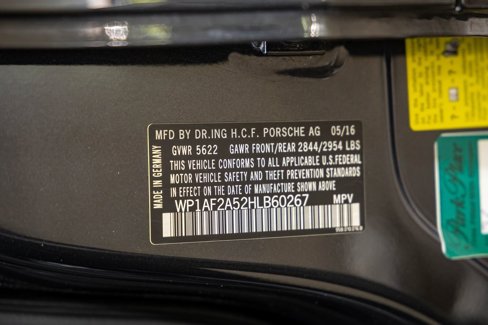 MFD BY DR.ING H.C.F. PORSCHE AG 05/16
GVWR 5622 GAWR FRONT/REAR 2844/2954 LBS
THIS VEHICLE CONFORMS TO ALL APPLICABLE U.S.FEDERAL
MOTOR VEHICLE SAFETY AND THEFT PREVENTION STANDARDS
IN EFFECT ON THE DATE OF MANUFACTURE SHOWN ABOVE
WP1AF2A52HLB60267 MPV
MADE IN GERMANY
Park Place